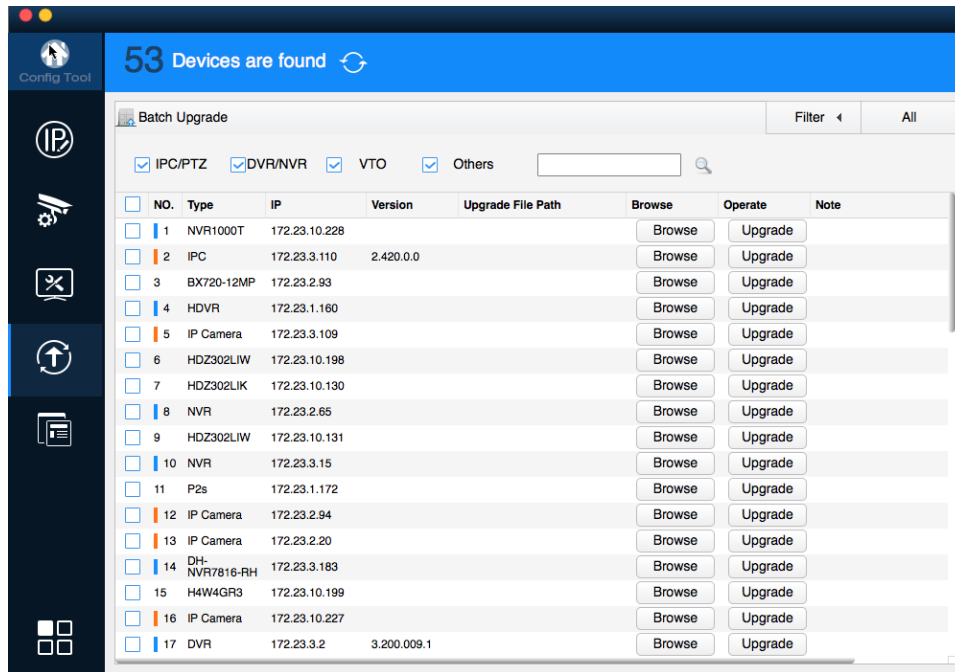 Config Tool
53 Devices are found
Batch Upgrade Filter All
IPC/PTZ DVR/NVR VTO Others
NO. Type IP Version Upgrade File Path Browse Operate Note
1 NVR1000T 172.23.10.228 Browse Upgrade
2 IPC 172.23.3.110 2.420.0.0 Browse Upgrade
3 BX720-12MP 172.23.2.93 Browse Upgrade
4 HDVR 172.23.1.160 Browse Upgrade
5 IP Camera 172.23.3.109 Browse Upgrade
6 HDZ302LIW 172.23.10.198 Browse Upgrade
7 HDZ302LIK 172.23.10.130 Browse Upgrade
8 NVR 172.23.2.65 Browse Upgrade
9 HDZ302LIW 172.23.10.131 Browse Upgrade
10 NVR 172.23.3.15 Browse Upgrade
11 P2s 172.23.1.172 Browse Upgrade
12 IP Camera 172.23.2.94 Browse Upgrade
13 IP Camera 172.23.2.20 Browse Upgrade
14 DH-
NVR7816-RH 172.23.3.183 Browse Upgrade
15 H4W4GR3 172.23.10.199 Browse Upgrade
16 IP Camera 172.23.10.227 Browse Upgrade
17 DVR 172.23.3.2 3.200.009.1 Browse Upgrade
IP